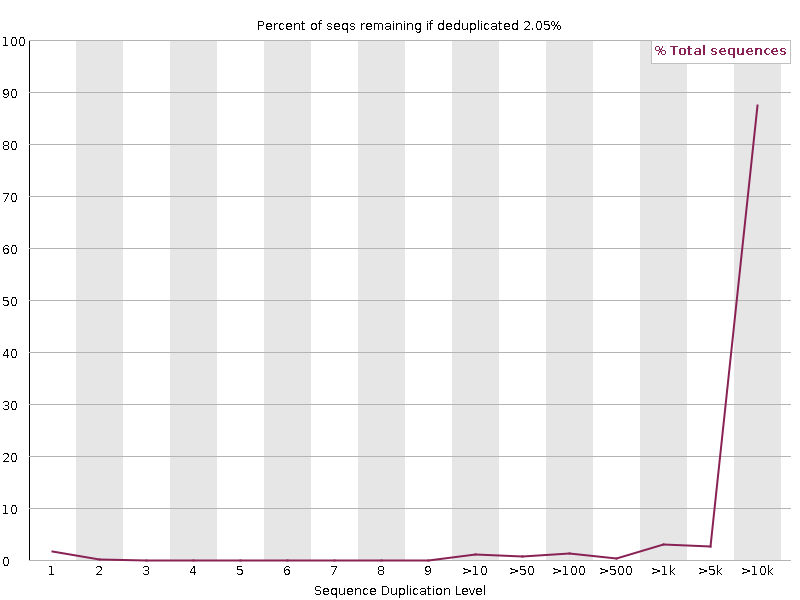 Percent of seqs remaining if deduplicated 2.05%
% Total sequences
100
90
80
70
60
50
40
30
20
10
0
1 2 3 4 5 6 7 8 9 >10 >50 >100 >500 >1k >5k >10k
Sequence Duplication Level